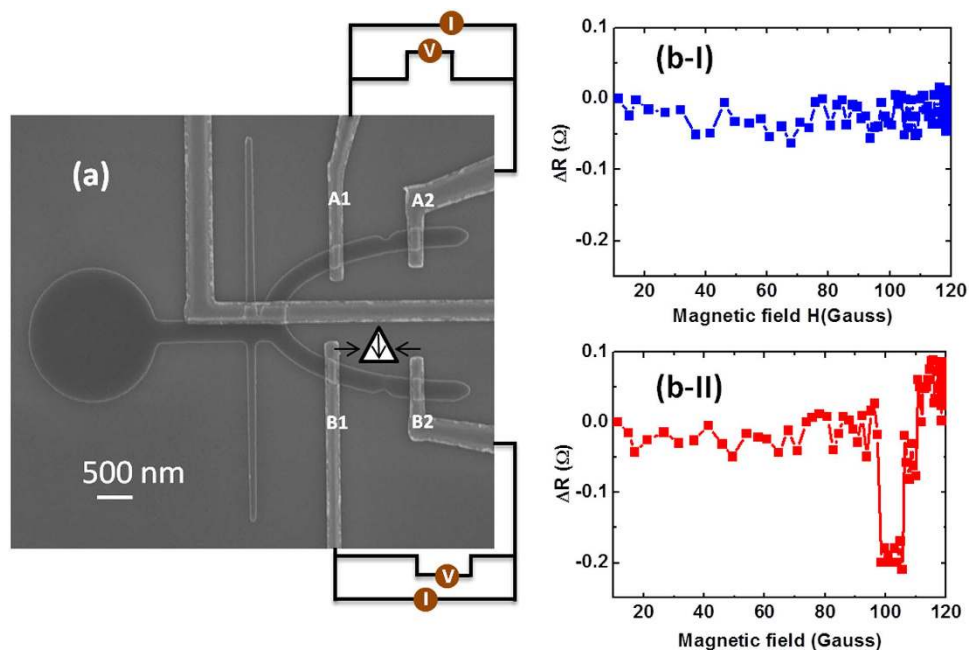 I
V
(a)
A1
A2
B1
B2
500 nm
V
I
(b-I)
0.1
0.0
-0.1
-0.2
ΔR (Ω)
20 40 60 80 100 120
Magnetic field H(Gauss)
(b-II)
0.1
0.0
-0.1
-0.2
ΔR (Ω)
20 40 60 80 100 120
Magnetic field (Gauss)